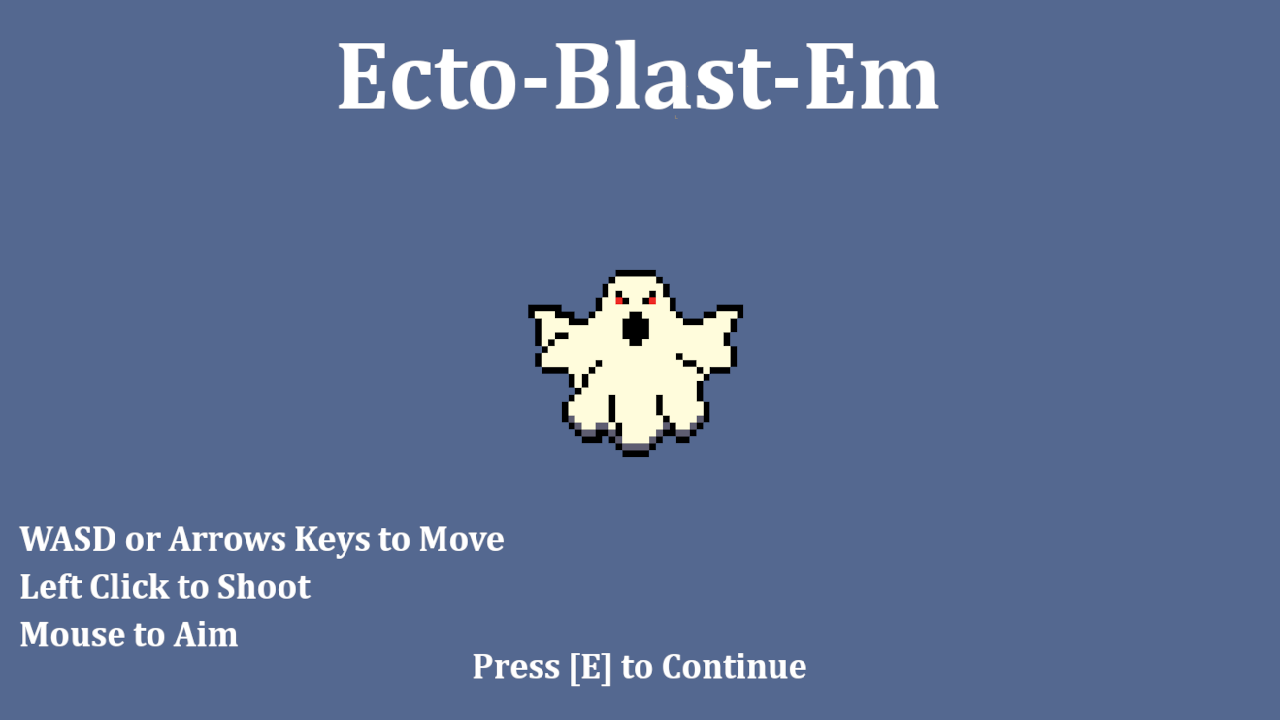 Ecto-Blast-Em
WASD or Arrows Keys to Move
Left Click to Shoot
Mouse to Aim
Press [E] to Continue